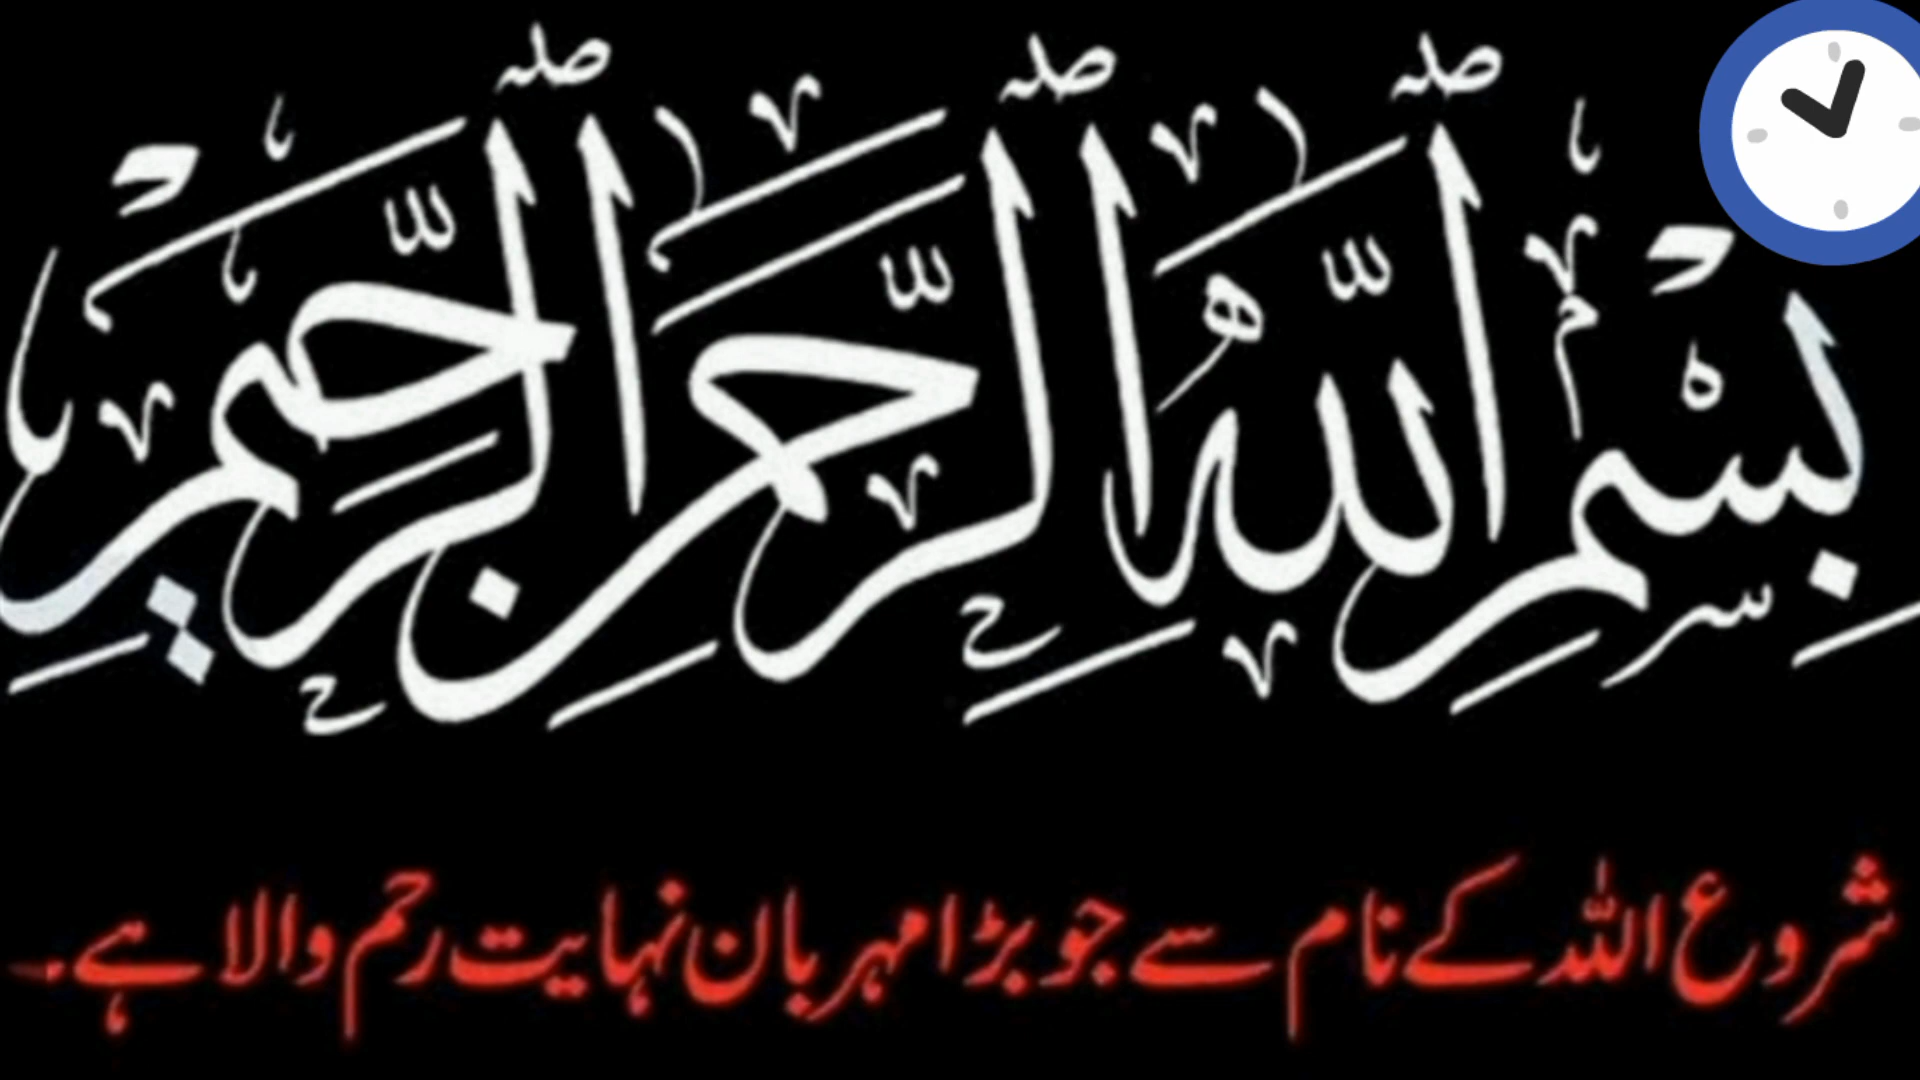 بِسْمِ اللّٰهِ الرَّحْمٰنِ الرَّحِيْمِ
شروع اللہ کے نام سے جو بڑا مہربان نہایت رحم والا ہے۔